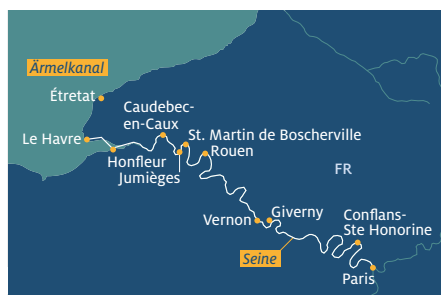 Ärmelkanal
Étretat
Caudebec-
en-Caux
St. Martin de Boscherville
Le Havre
Rouen
Honfleur
Jumièges
FR
Vernon
Giverny
Conflans-
Ste Honorine
Seine
Paris